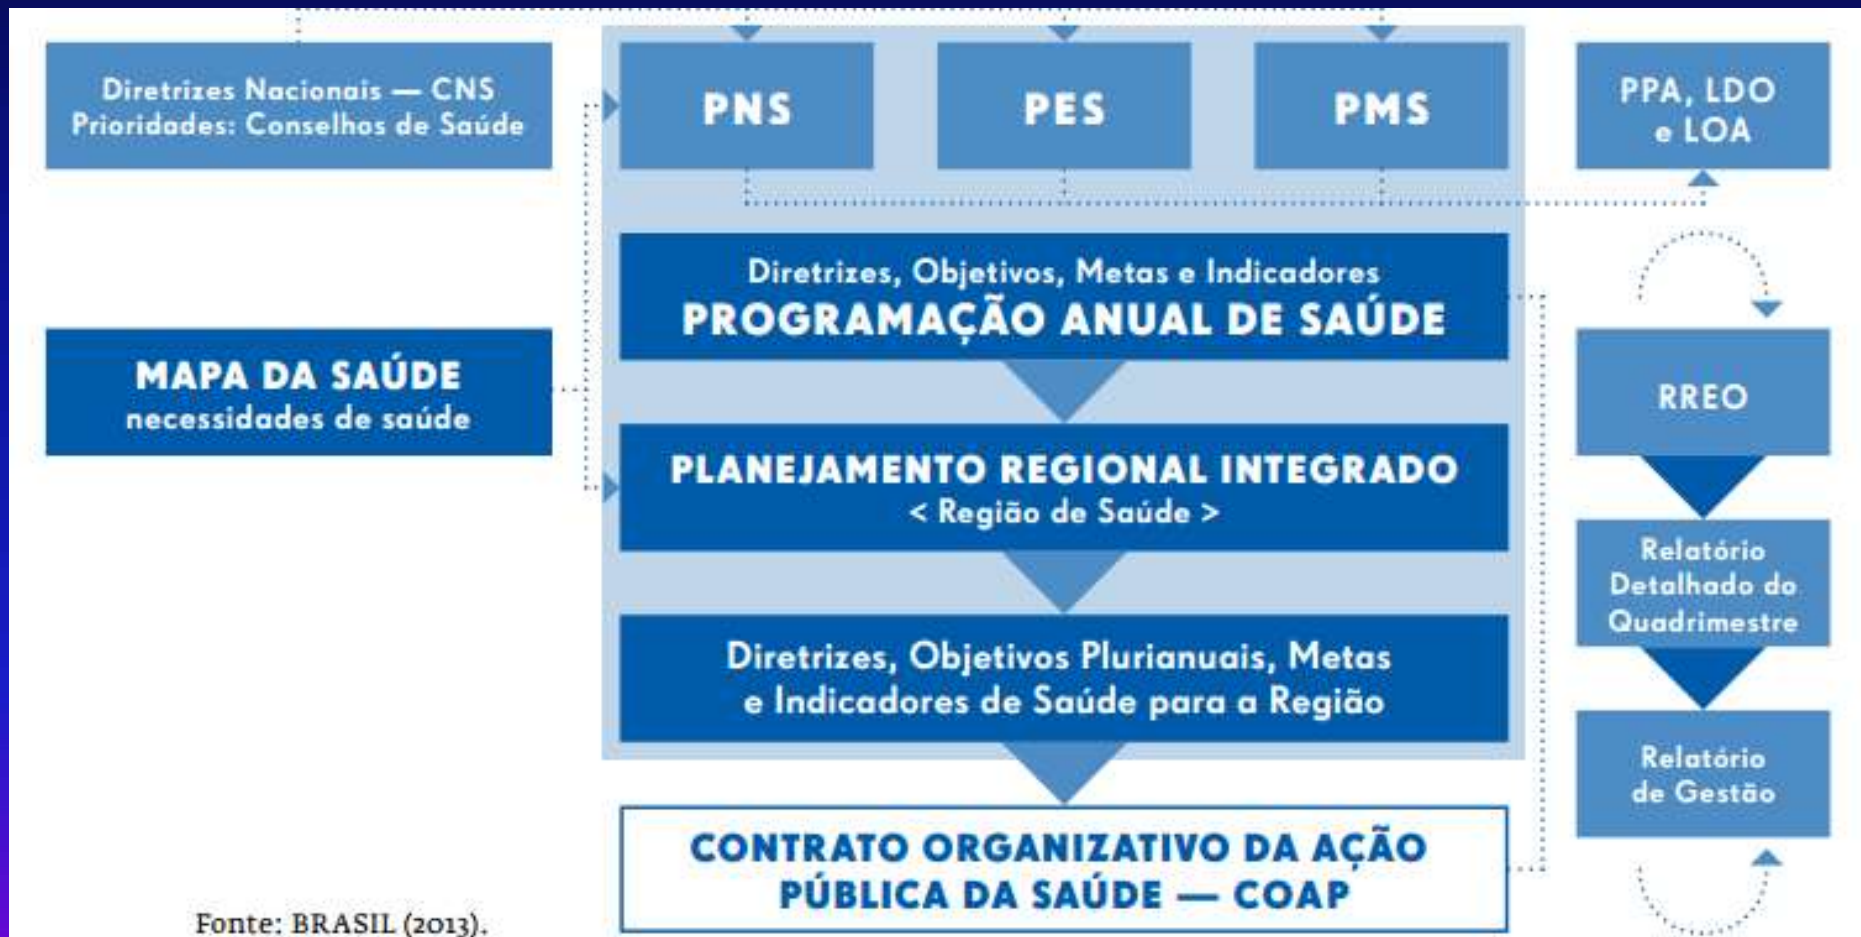 Diretrizes Nacionais — CNS
Prioridades: Conselhos de Saúde
PNS
PES
PMS
PPA, LDO
e LOA
Diretrizes, Objetivos, Metas e Indicadores
PROGRAMAÇÃO ANUAL DE SAÚDE
MAPA DA SAÚDE
necessidades de saúde
RREO
PLANEJAMENTO REGIONAL INTEGRADO
< Região de Saúde >
Relatório
Detalhado do
Quadrimestre
Diretrizes, Objetivos Plurianuais, Metas
e Indicadores de Saúde para a Região
Relatório
de Gestão
CONTRATO ORGANIZATIVO DA AÇÃO
PÚBLICA DA SAÚDE — COAP
Fonte: BRASIL (2013).